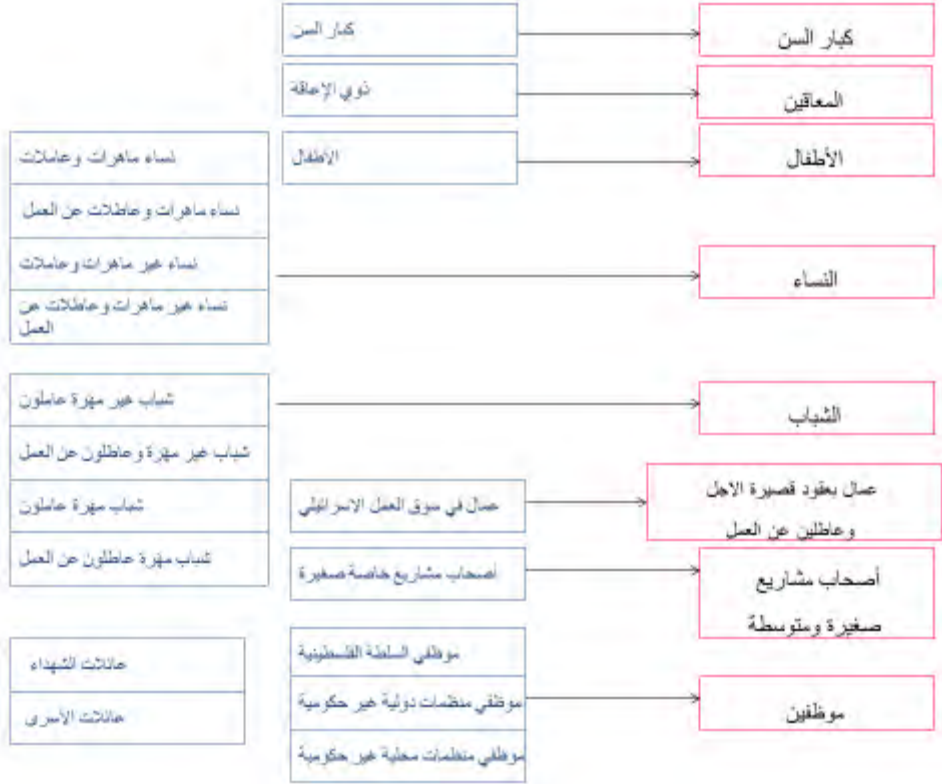 كبار السن
كبار السن
المعاقين
ذوي الإعاقة
الأطفال
الأطفال
نساء ماهرات وعاملات
نساء ماهرات وعاطلات عن العمل
نساء غير ماهرات وعاملات
نساء غير ماهرات وعاطلات عن
العمل
النساء
الشباب
شباب غير مهرة عاملون
شباب غير مهرة وعاطلون عن العمل
شباب مهرة عاملون
شباب مهرة عاطلون عن العمل
عمال بعقود قصيرة الاجل
وعاطلين عن العمل
عمال في سوق العمل الاسرائيلي
أصحاب مشاريع
صغيرة ومتوسطة
أصحاب مشاريع خاصة صغيرة
موظفين
موظفي السلطة الفلسطينية
موظفي منظمات دولية غير حكومية
موظفي منظمات محلية غير حكومية
عائلات الشهداء
عائلات الأسرى